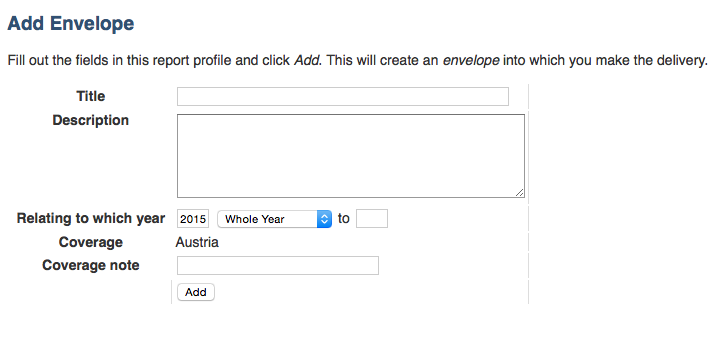 Add Envelope
Fill out the fields in this report profile and click Add. This will create an envelope into which you make the delivery.
Title
Description
Relating to which year 2015 Whole Year to
Coverage Austria
Coverage note
Add